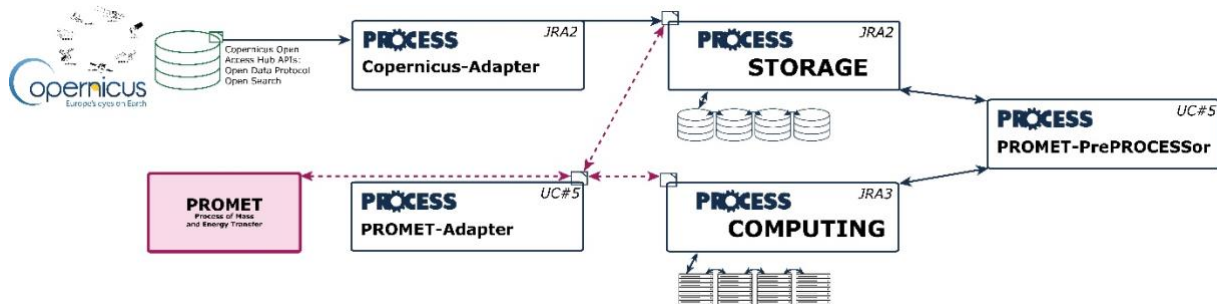 opernicus
Europe's eyes on Earth
Copernicus Open
Access Hub APIs:
Open Data Protocol
Open Search
PROCESS
JRA2
Copernicus-Adapter
PROCESS
JRA2
STORAGE
PROCESS
UC#5
PROMET-PrePROCESSor
PROMET
Process of Mass
and Energy Transfer
PROCESS
UC#5
PROMET-Adapter
PROCESS
JRA3
COMPUTING